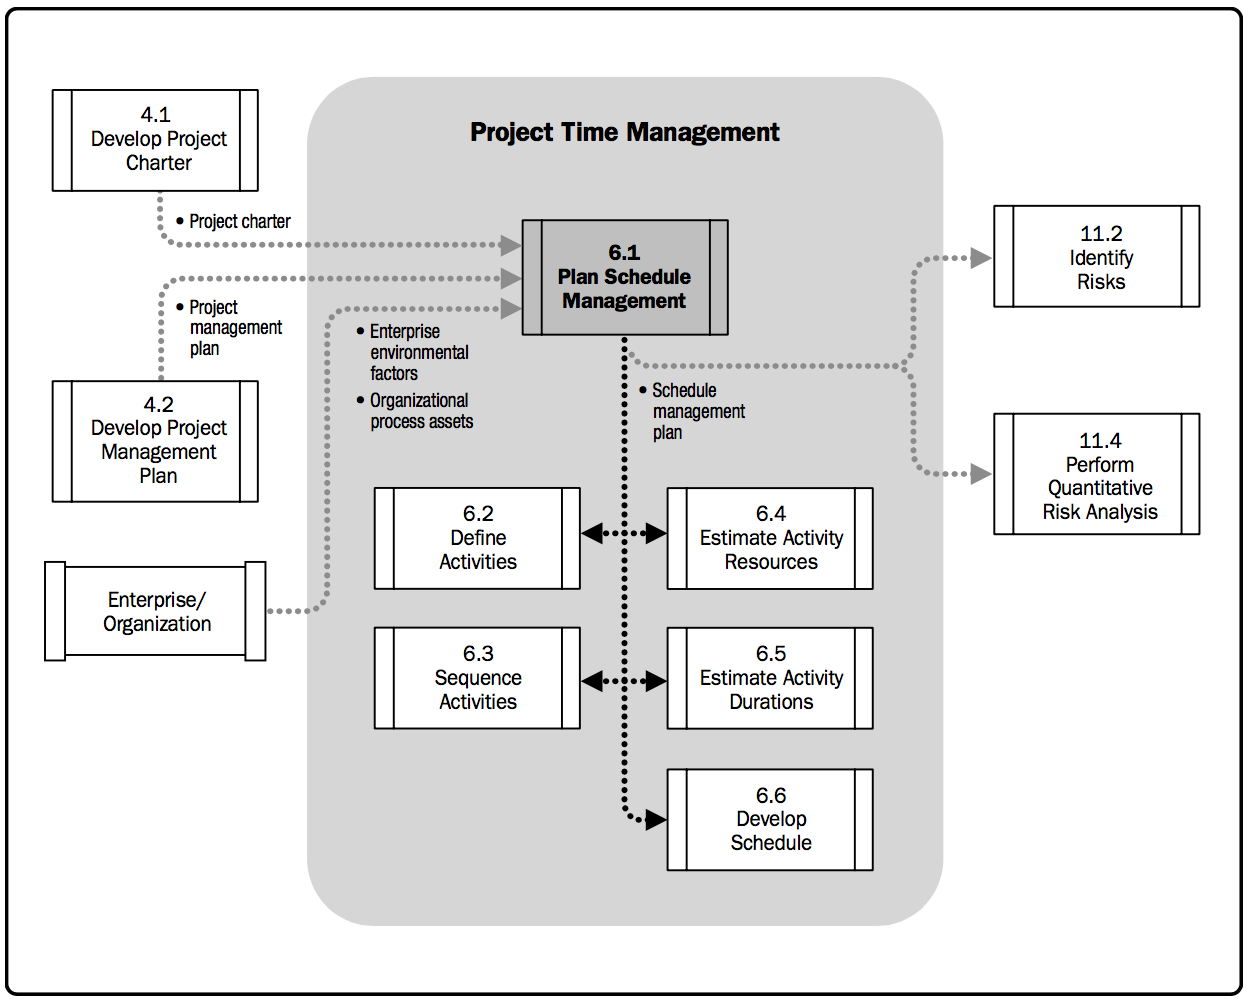 Project Time Management
4.1
Develop Project
Charter
• Project charter
6.1
Plan Schedule
Management
11.2
Identify
Risks
• Project
management
plan
• Enterprise
environmental
factors
• Organizational
process assets
• Schedule
management
plan
4.2
Develop Project
Management
Plan
11.4
Perform
Quantitative
Risk Analysis
6.2
Define
Activities
6.4
Estimate Activity
Resources
Enterprise/
Organization
6.3
Sequence
Activities
6.5
Estimate Activity
Durations
6.6
Develop
Schedule